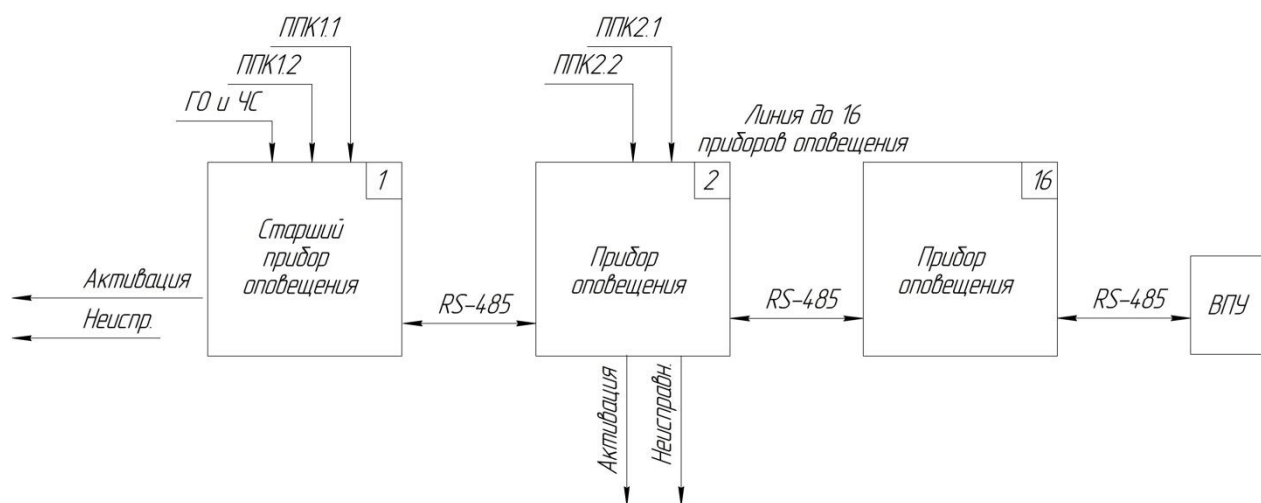 ППК1.1
ППК1.2
ГО и ЧС
ППК2.1
ППК2.2
Линия до 16
приборов оповещения
1
Старший
прибор
оповещения
2
Прибор
оповещения
16
Прибор
оповещения
Активация
Неиспр.
RS-485
RS-485
RS-485
ВПУ
Активация
Неисправн.